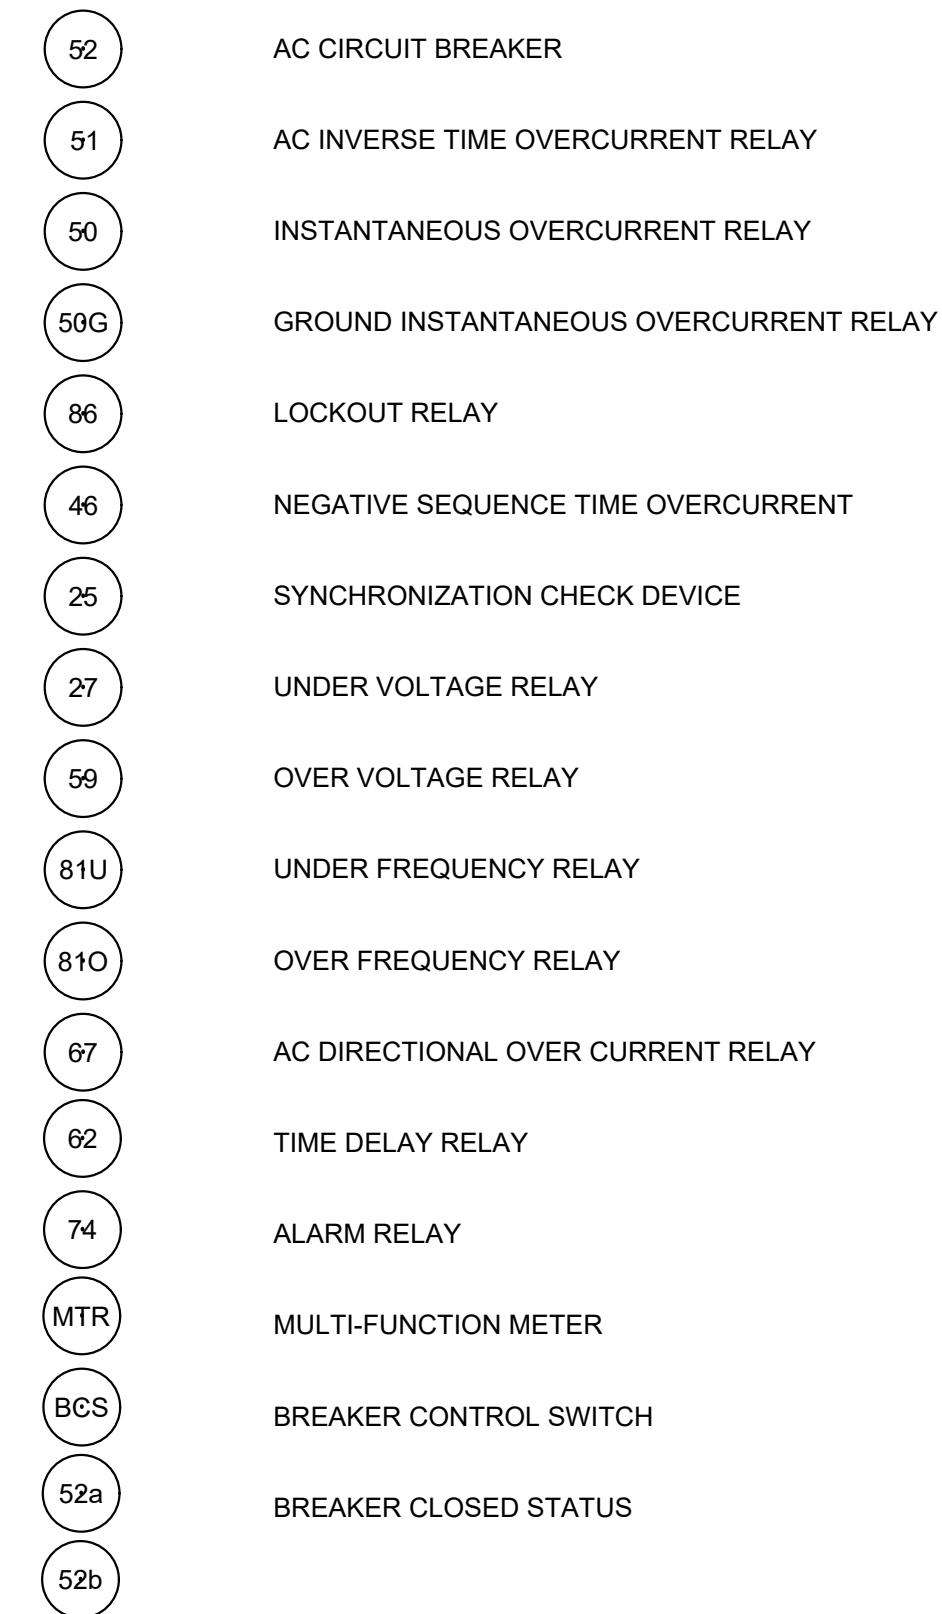 52 AC CIRCUIT BREAKER
51 AC INVERSE TIME OVERCURRENT RELAY
50 INSTANTANEOUS OVERCURRENT RELAY
50G GROUND INSTANTANEOUS OVERCURRENT RELAY
86 LOCKOUT RELAY
46 NEGATIVE SEQUENCE TIME OVERCURRENT
25 SYNCHRONIZATION CHECK DEVICE
27 UNDER VOLTAGE RELAY
59 OVER VOLTAGE RELAY
81U UNDER FREQUENCY RELAY
81O OVER FREQUENCY RELAY
67 AC DIRECTIONAL OVER CURRENT RELAY
62 TIME DELAY RELAY
74 ALARM RELAY
MTR MULTI-FUNCTION METER
BCS BREAKER CONTROL SWITCH
52a BREAKER CLOSED STATUS
52b